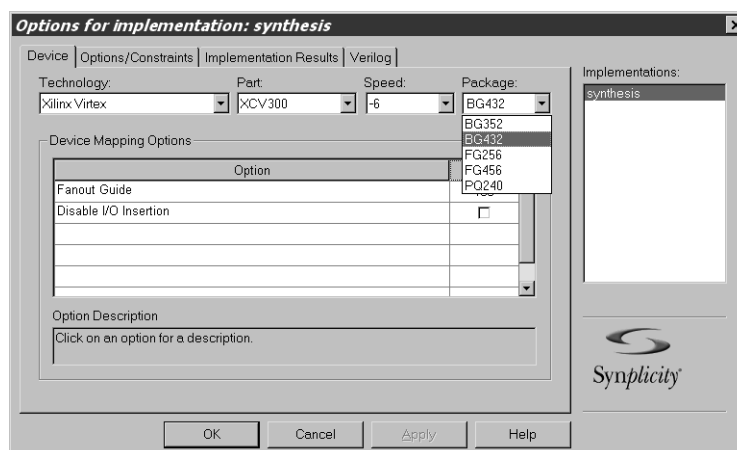 Options for implementation: synthesis
Device Options/Constraints Implementation Results Verilog
Technology: Part: Speed: Package:
Xilinx Virtex XCV300 -6 BG432
BG352
BG432
FG256
FG456
PQ240
Device Mapping Options
Option
Fanout Guide
Disable I/O Insertion
Option Description
Click on an option for a description.
OK Cancel Apply Help
Implementations:
synthesis
Synplicity